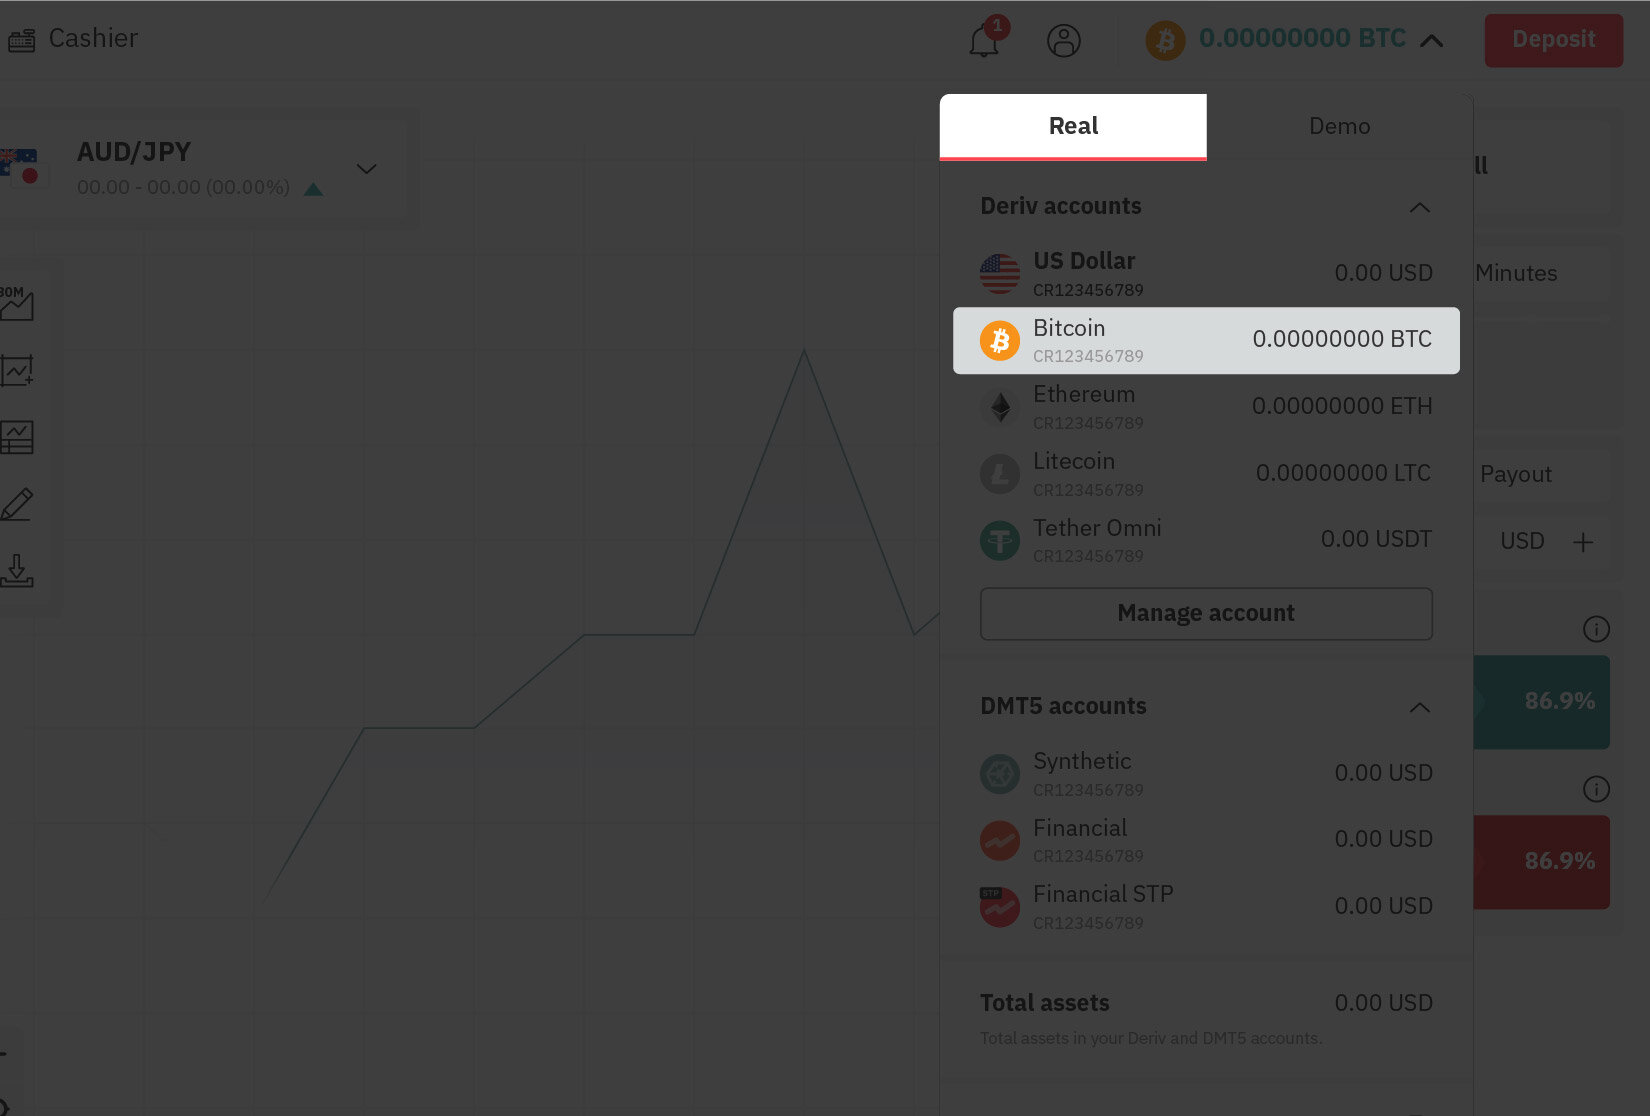 Cashier
1
0.00000000 BTC
Deposit
AUD/JPY
00.00 - 00.00 (00.00%)
30M
Real
Demo
Deriv accounts
US Dollar
CR123456789
0.00 USD
Bitcoin
CR123456789
0.00000000 BTC
Ethereum
CR123456789
0.00000000 ETH
Litecoin
CR123456789
0.00000000 LTC
Tether Omni
CR123456789
0.00 USDT
Manage account
DMT5 accounts
Synthetic
CR123456789
0.00 USD
Financial
CR123456789
0.00 USD
STP
Financial STP
CR123456789
0.00 USD
Total assets
0.00 USD
Total assets in your Deriv and DMT5 accounts.
Minutes
Payout
USD
86.9%
86.9%